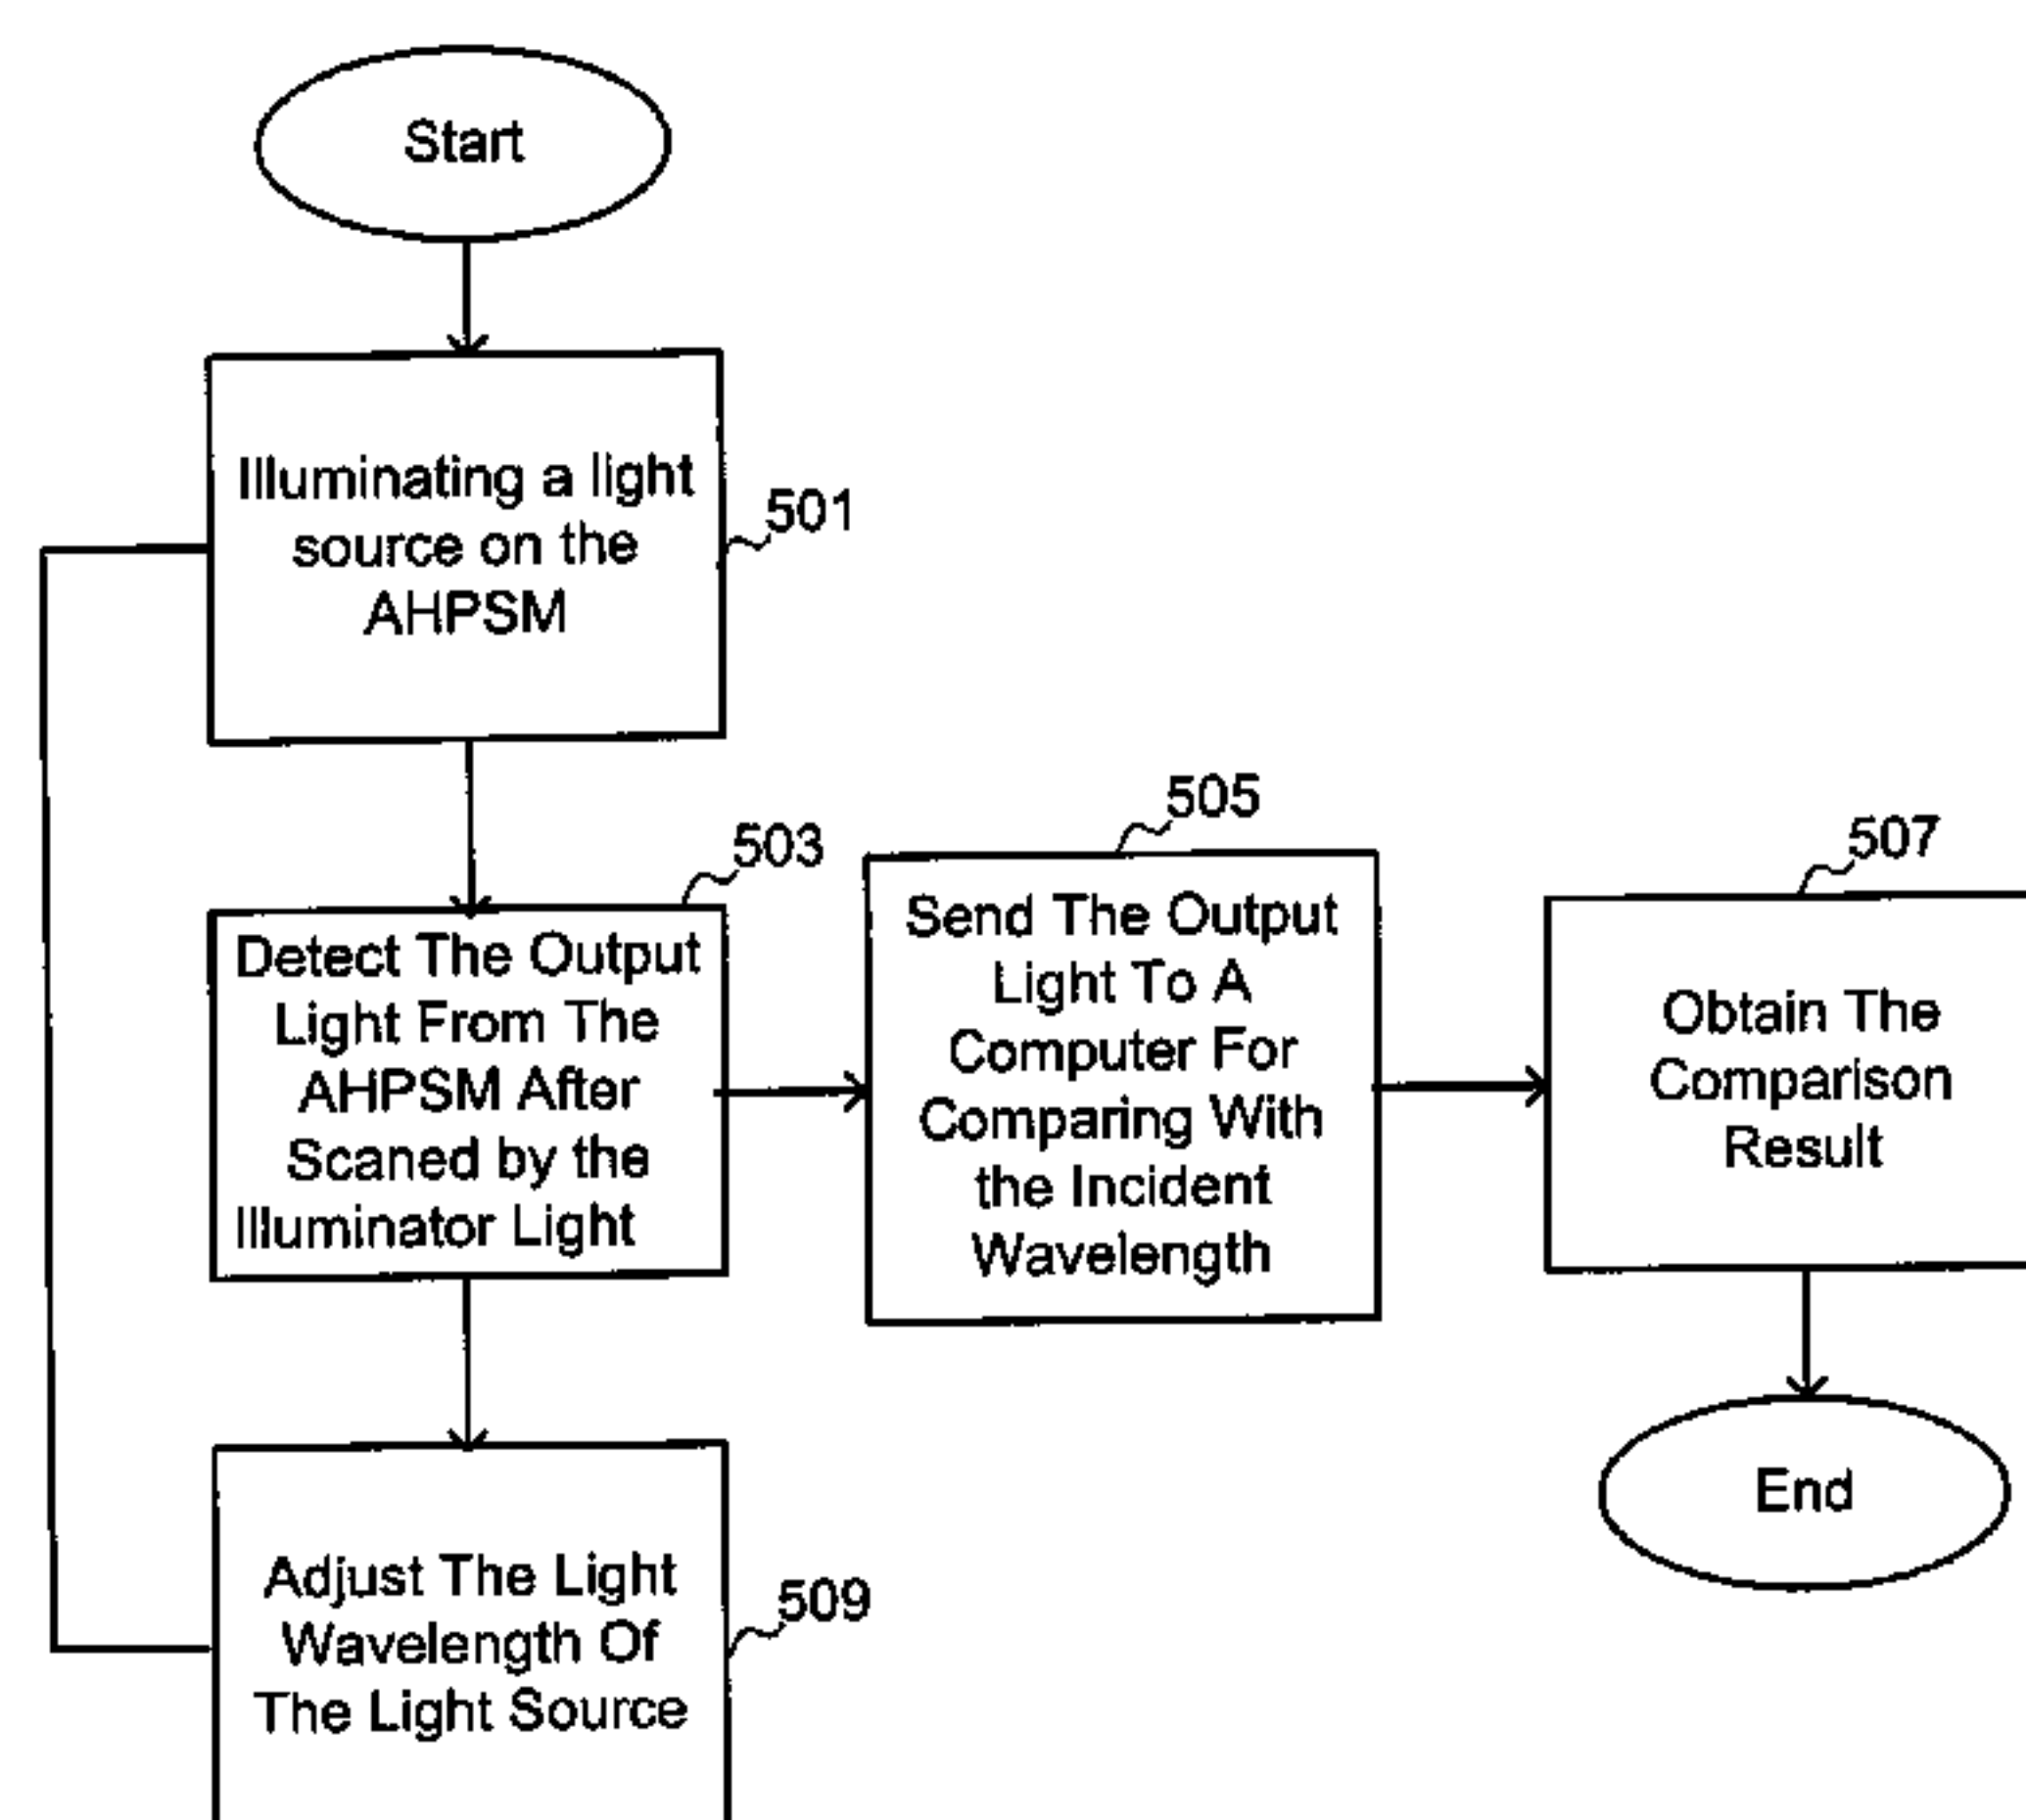 Start
Illuminating a light
source on the
AHPSM
501
503
Detect The Output
Light From The
AHPSM After
Scaned by the
Illuminator Light
505
Send The Output
Light To A
Computer For
Comparing With
the Incident
Wavelength
507
Obtain The
Comparison
Result
End
Adjust The Light
Wavelength Of
The Light Source
509